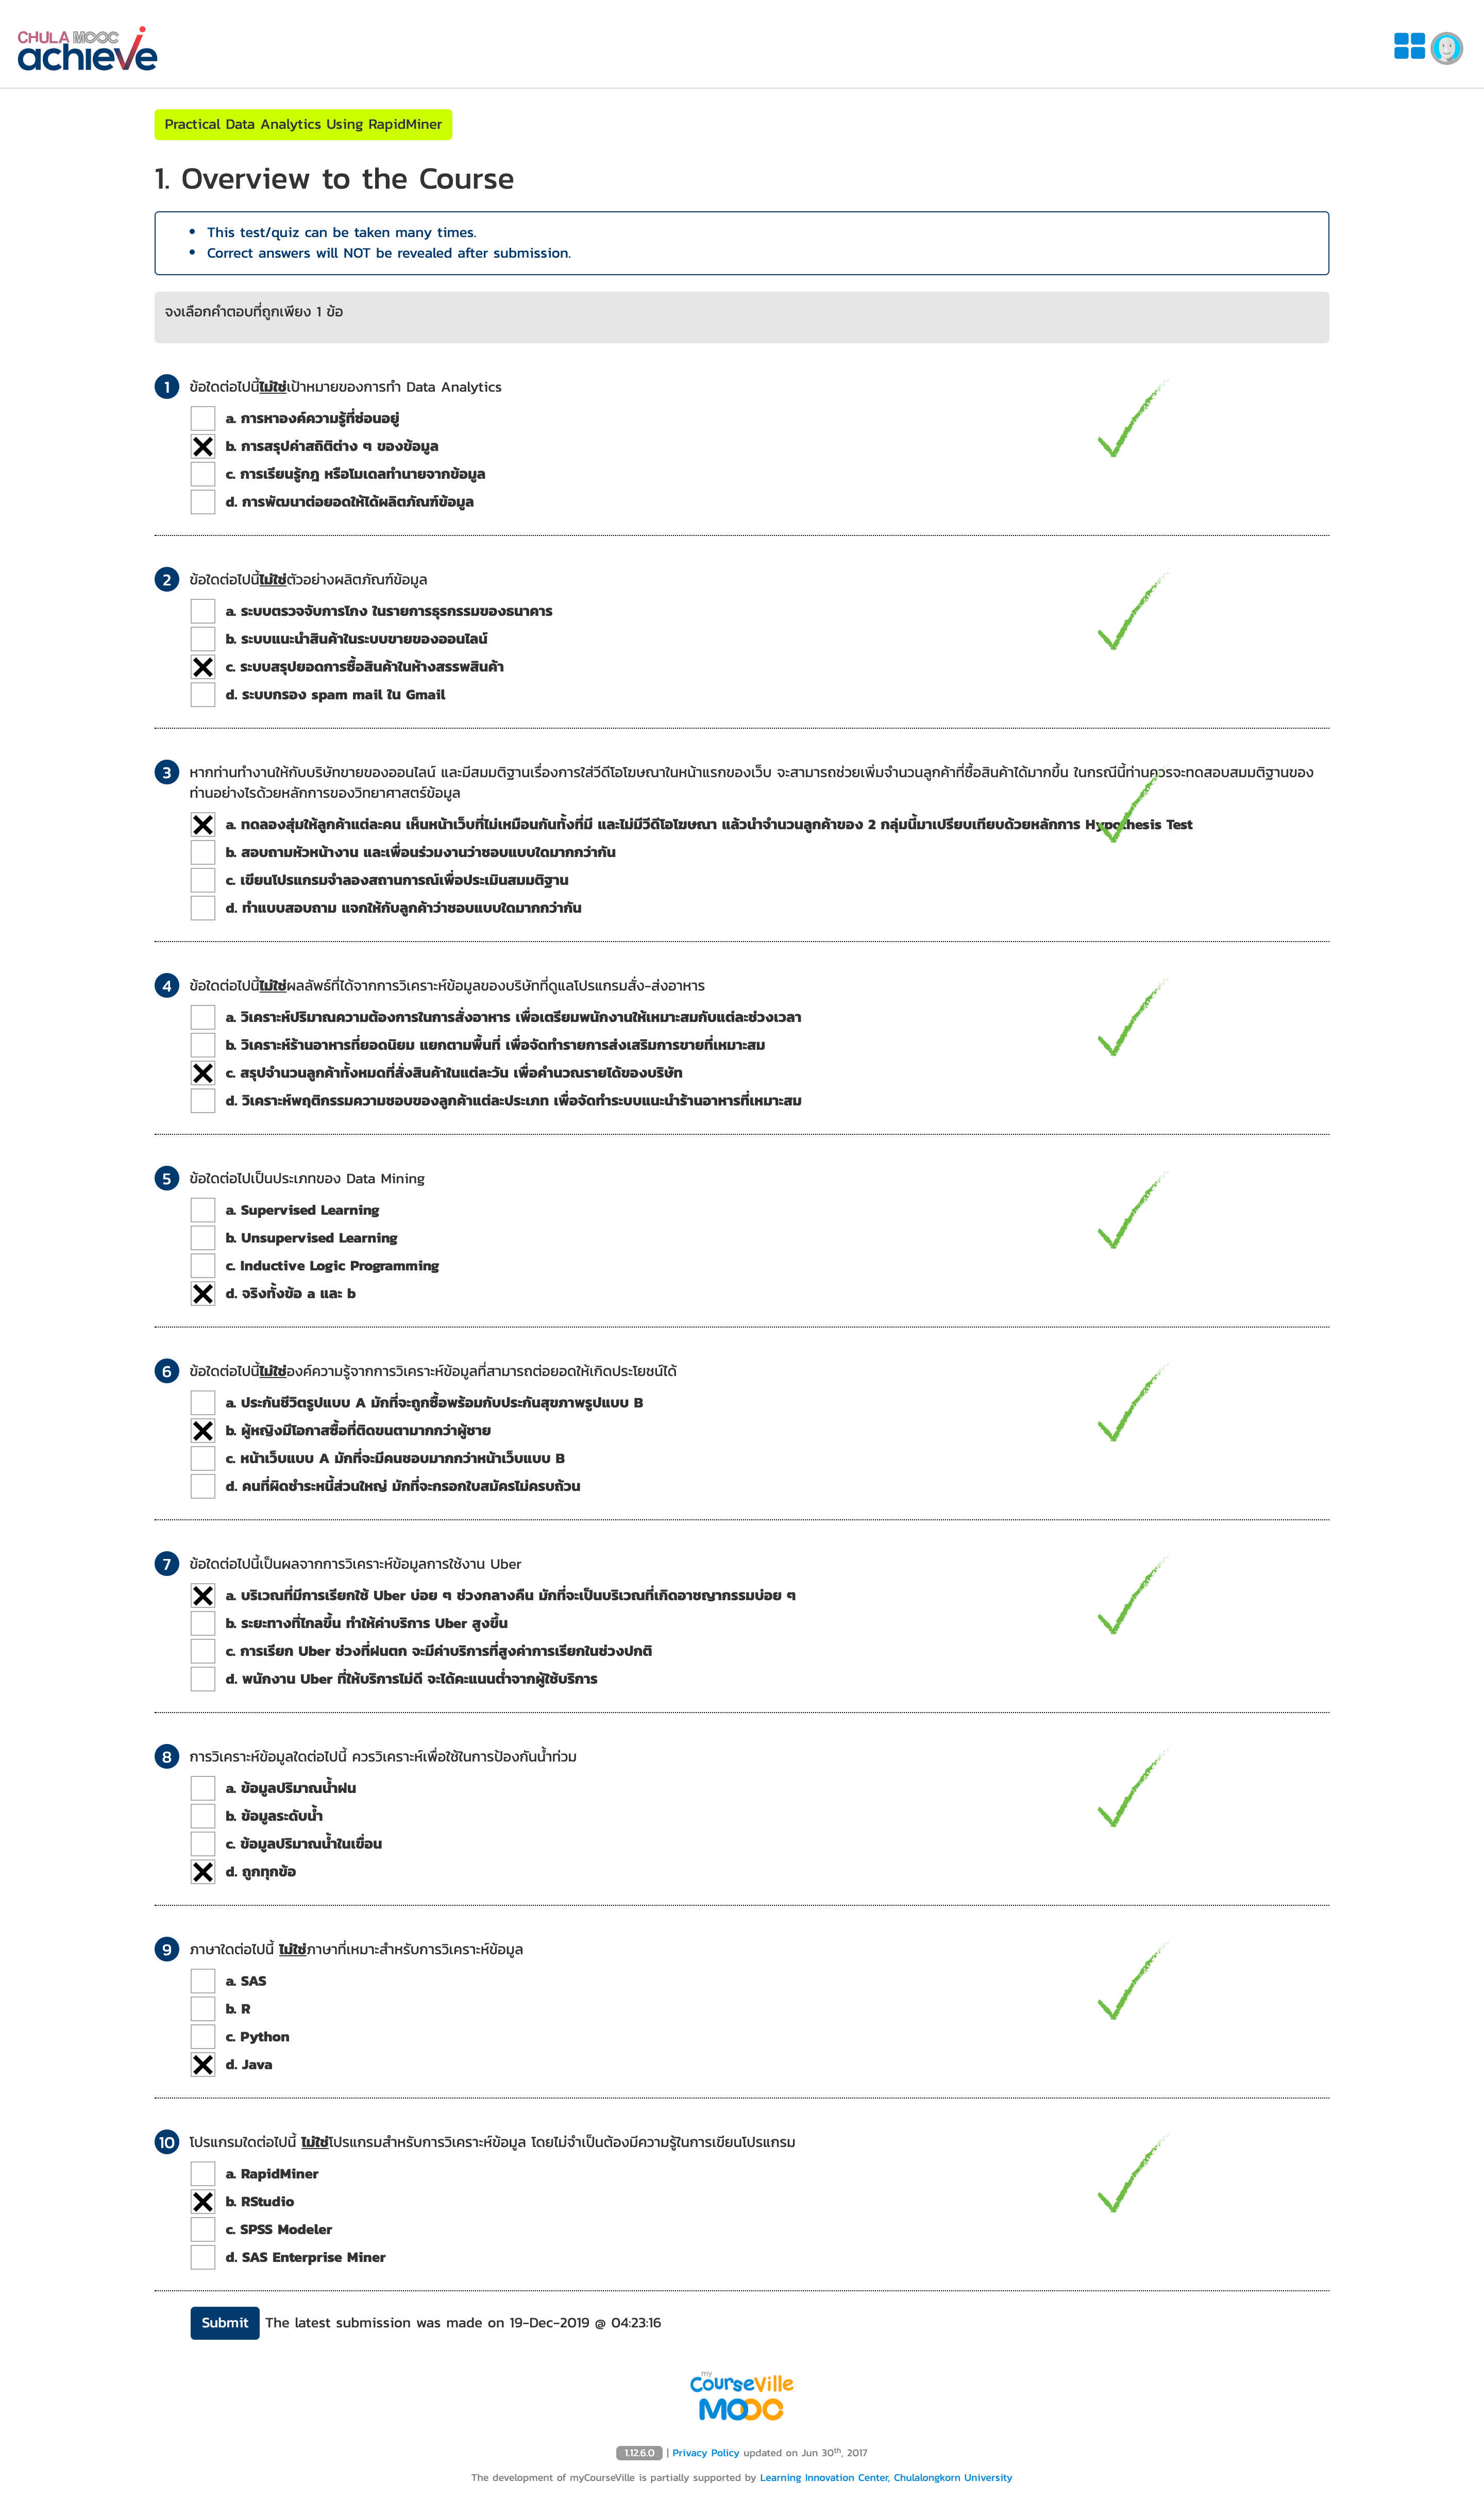 CHULA MOOC
achieve
Practical Data Analytics Using RapidMiner
1. Overview to the Course
• This test/quiz can be taken many times.
• Correct answers will NOT be revealed after submission.
จงเลือกคำตอบที่ถูกเพียง 1 ข้อ
1 ข้อใดต่อไปนี้ไม่ใช่เป้าหมายของการทำ Data Analytics
a. การหาองค์ความรู้ที่ซ่อนอยู่
b. การสรุปค่าสถิติต่าง ๆ ของข้อมูล
c. การเรียนรู้กฎ หรือโมเดลทำนายจากข้อมูล
d. การพัฒนาต่อยอดให้ได้ผลิตภัณฑ์ข้อมูล
2 ข้อใดต่อไปนี้ไม่ใช่ตัวอย่างผลิตภัณฑ์ข้อมูล
a. ระบบตรวจจับการโกง ในรายการธุรกรรมของธนาคาร
b. ระบบแนะนำสินค้าในระบบขายของออนไลน์
c. ระบบสรุปยอดการซื้อสินค้าในห้างสรรพสินค้า
d. ระบบกรอง spam mail ใน Gmail
3 หากท่านทำงานให้กับบริษัทขายของออนไลน์ และมีสมมติฐานเรื่องการใส่วีดีโอโฆษณาในหน้าแรกของเว็บ จะสามารถช่วยเพิ่มจำนวนลูกค้าที่ซื้อสินค้าได้มากขึ้น ในกรณีนี้ท่านควรจะทดสอบสมมติฐานของ
ท่านอย่างไรด้วยหลักการของวิทยาศาสตร์ข้อมูล
a. ทดลองสุ่มให้ลูกค้าแต่ละคน เห็นหน้าเว็บที่ไม่เหมือนกันทั้งที่มี และไม่มีวีดีโอโฆษณา แล้วนำจำนวนลูกค้าของ 2 กลุ่มนี้มาเปรียบเทียบด้วยหลักการ Hypothesis Test
b. สอบถามหัวหน้างาน และเพื่อนร่วมงานว่าชอบแบบใดมากกว่ากัน
c. เขียนโปรแกรมจำลองสถานการณ์เพื่อประเมินสมมติฐาน
d. ทำแบบสอบถาม แจกให้กับลูกค้าว่าชอบแบบใดมากกว่ากัน
4 ข้อใดต่อไปนี้ไม่ใช่ผลลัพธ์ที่ได้จากการวิเคราะห์ข้อมูลของบริษัทที่ดูแลโปรแกรมสั่ง-ส่งอาหาร
a. วิเคราะห์ปริมาณความต้องการในการสั่งอาหาร เพื่อเตรียมพนักงานให้เหมาะสมกับแต่ละช่วงเวลา
b. วิเคราะห์ร้านอาหารที่ยอดนิยม แยกตามพื้นที่ เพื่อจัดทำรายการส่งเสริมการขายที่เหมาะสม
c. สรุปจำนวนลูกค้าทั้งหมดที่สั่งสินค้าในแต่ละวัน เพื่อคำนวณรายได้ของบริษัท
d. วิเคราะห์พฤติกรรมความชอบของลูกค้าแต่ละประเภท เพื่อจัดทำระบบแนะนำร้านอาหารที่เหมาะสม
5 ข้อใดต่อไปเป็นประเภทของ Data Mining
a. Supervised Learning
b. Unsupervised Learning
c. Inductive Logic Programming
d. จริงทั้งข้อ a และ b
6 ข้อใดต่อไปนี้ไม่ใช่องค์ความรู้จากการวิเคราะห์ข้อมูลที่สามารถต่อยอดให้เกิดประโยชน์ได้
a. ประกันชีวิตรูปแบบ A มักที่จะถูกซื้อพร้อมกับประกันสุขภาพรูปแบบ B
b. ผู้หญิงมีโอกาสซื้อที่ติดขนตามากกว่าผู้ชาย
c. หน้าเว็บแบบ A มักที่จะมีคนชอบมากกว่าหน้าเว็บแบบ B
d. คนที่ผิดชำระหนี้ส่วนใหญ่ มักที่จะกรอกใบสมัครไม่ครบถ้วน
7 ข้อใดต่อไปนี้เป็นผลจากการวิเคราะห์ข้อมูลการใช้งาน Uber
a. บริเวณที่มีการเรียกใช้ Uber บ่อย ๆ ช่วงกลางคืน มักที่จะเป็นบริเวณที่เกิดอาชญากรรมบ่อย ๆ
b. ระยะทางที่ไกลขึ้น ทำให้ค่าบริการ Uber สูงขึ้น
c. การเรียก Uber ช่วงที่ฝนตก จะมีค่าบริการที่สูงค่าการเรียกในช่วงปกติ
d. พนักงาน Uber ที่ให้บริการไม่ดี จะได้คะแนนต่ำจากผู้ใช้บริการ
8 การวิเคราะห์ข้อมูลใดต่อไปนี้ ควรวิเคราะห์เพื่อใช้ในการป้องกันน้ำท่วม
a. ข้อมูลปริมาณน้ำฝน
b. ข้อมูลระดับน้ำ
c. ข้อมูลปริมาณน้ำในเขื่อน
d. ถูกทุกข้อ
9 ภาษาใดต่อไปนี้ ไม่ใช่ภาษาที่เหมาะสำหรับการวิเคราะห์ข้อมูล
a. SAS
b. R
c. Python
d. Java
10 โปรแกรมใดต่อไปนี้ ไม่ใช่โปรแกรมสำหรับการวิเคราะห์ข้อมูล โดยไม่จำเป็นต้องมีความรู้ในการเขียนโปรแกรม
a. RapidMiner
b. RStudio
c. SPSS Modeler
d. SAS Enterprise Miner
Submit The latest submission was made on 19-Dec-2019 @ 04:23:16
my
CourseVille
MOOC
1.12.6.0 | Privacy Policy updated on Jun 30th, 2017
The development of myCourseVille is partially supported by Learning Innovation Center, Chulalongkorn University